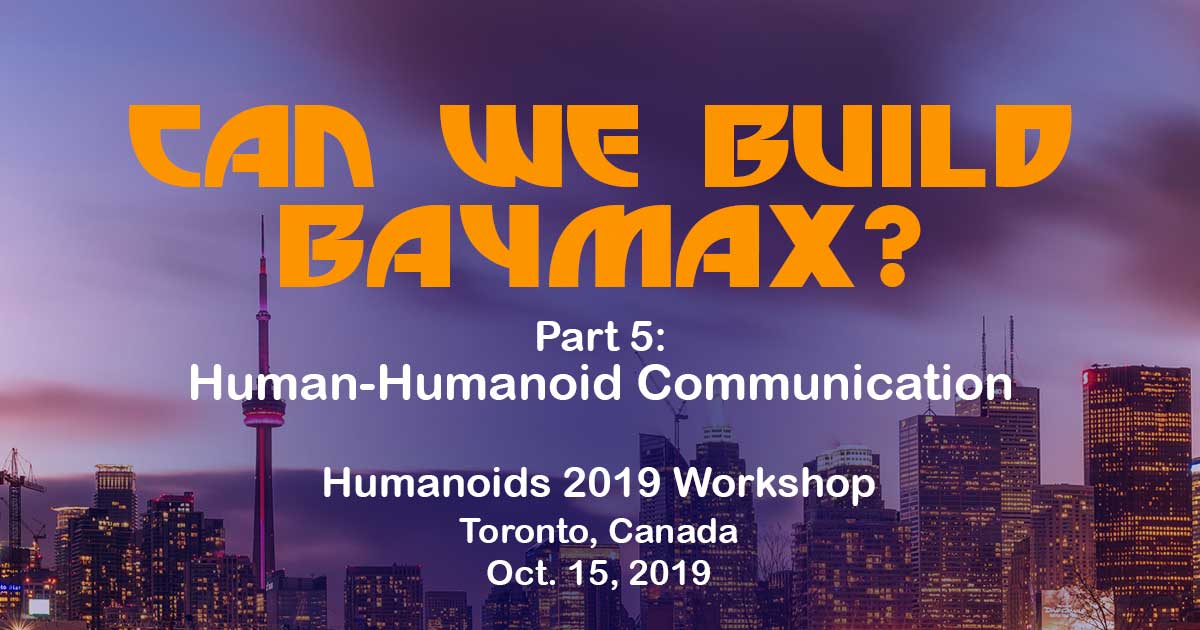 CAN WE BUILD
BAYMAX?
Part 5:
Human-Humanoid Communication
Humanoids 2019 Workshop
Toronto, Canada
Oct. 15, 2019